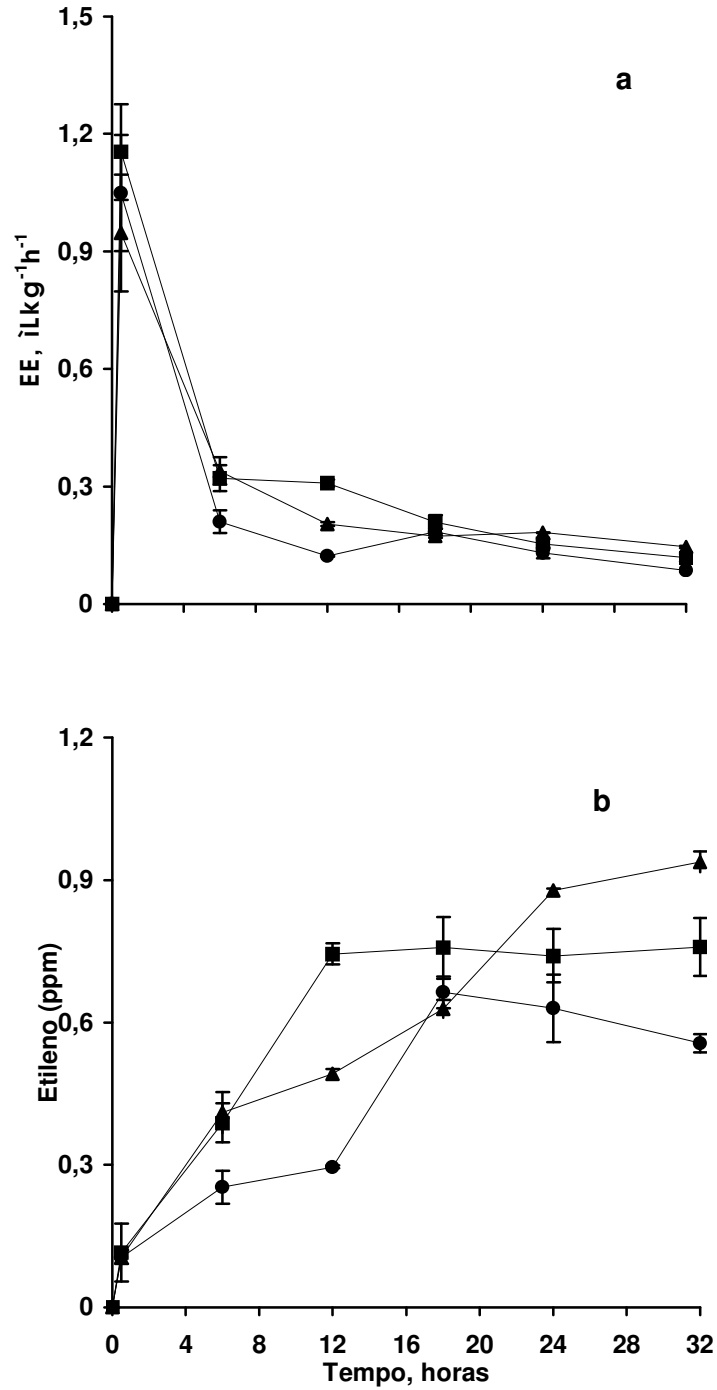 1,5
a
1,2
0,9
EE, ìLkg⁻¹h⁻¹
0,6
0,3
0
1,2
b
0,9
Etileno (ppm)
0,6
0,3
0
0 4 8 12 16 20 24 28 32
Tempo, horas